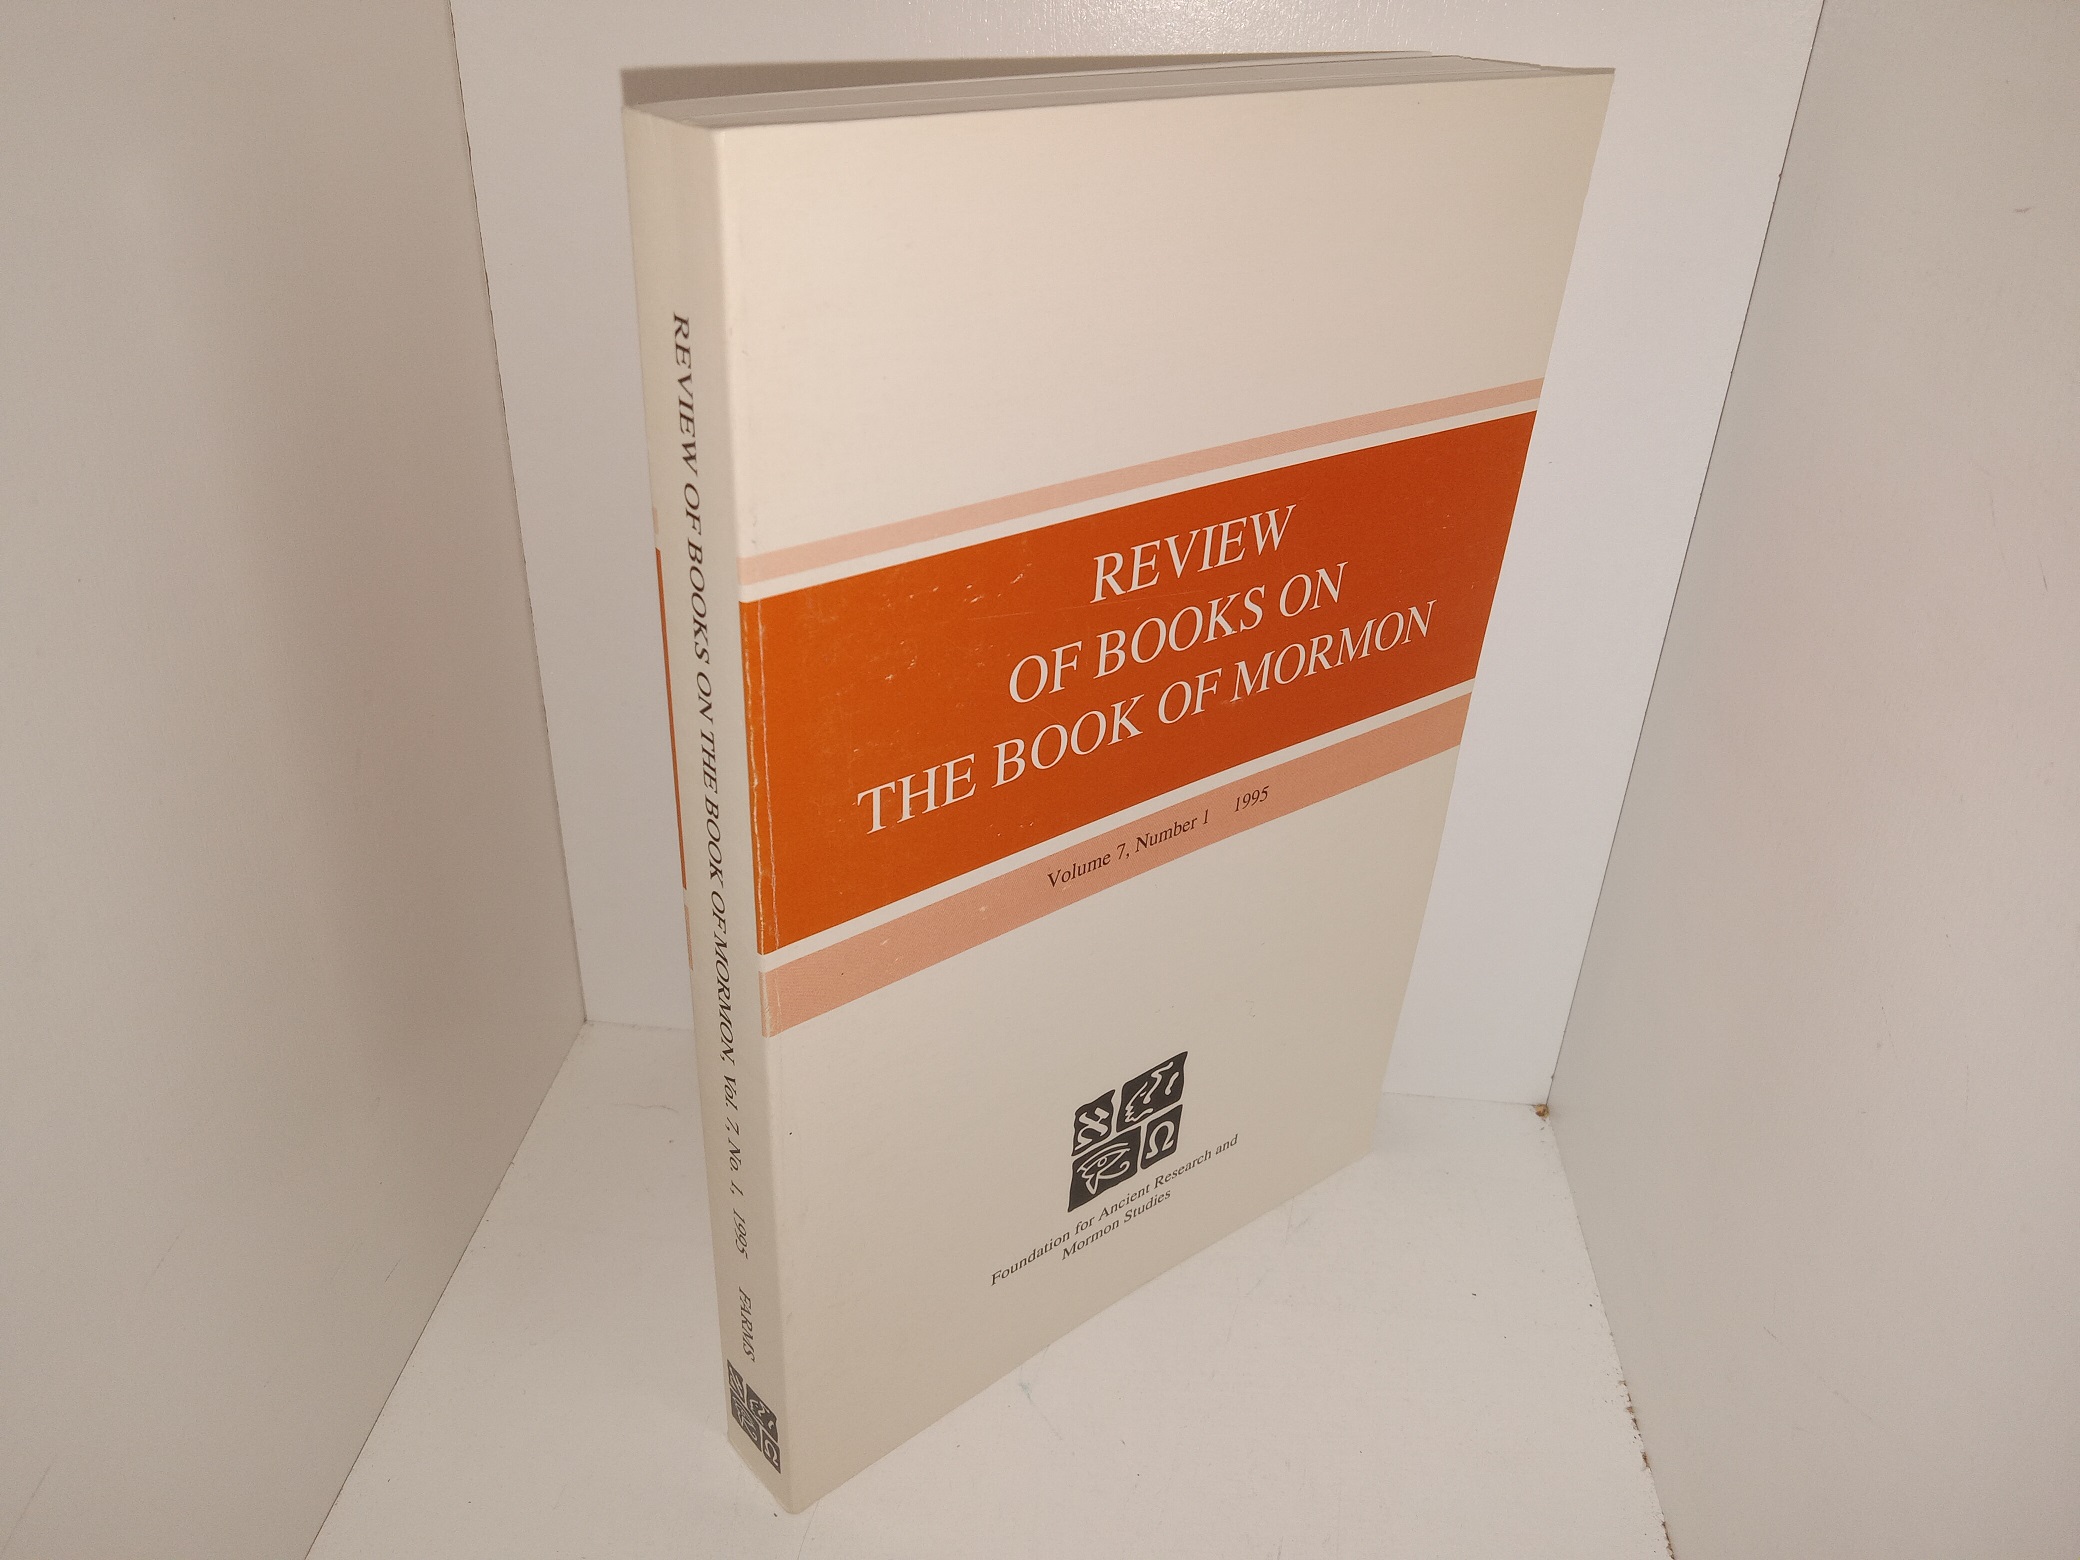 REVIEW
OF BOOKS ON
THE BOOK OF MORMON
Volume 7, Number 1 1995
א
Ω
Foundation for Ancient Research and
Mormon Studies
REVIEW OF BOOKS ON THE BOOK OF MORMON, Vol. 7, No. 1, 1995 FARMS